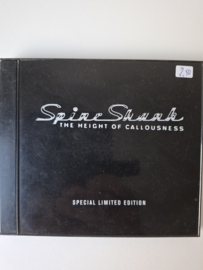 Spineshank
THE HEIGHT OF CALLOUSNESS
SPECIAL LIMITED EDITION